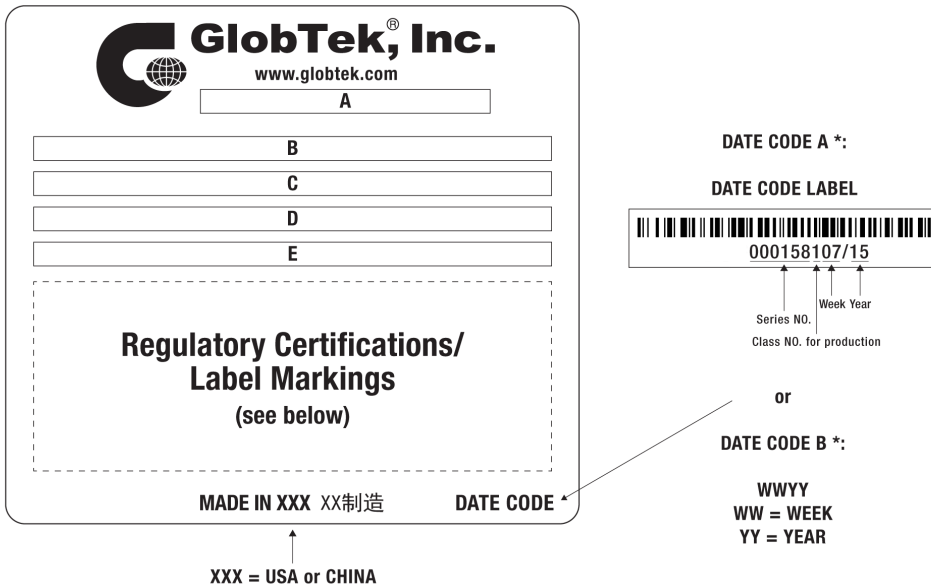 GlobTek,® Inc.
www.globtek.com
A
B
C
D
E
Regulatory Certifications/
Label Markings
(see below)
MADE IN XXX XX制造 DATE CODE
XXX = USA or CHINA
DATE CODE A *:
DATE CODE LABEL
000158107/15
Week Year
Series NO.
Class NO. for production
or
DATE CODE B *:
WWYY
WW = WEEK
YY = YEAR